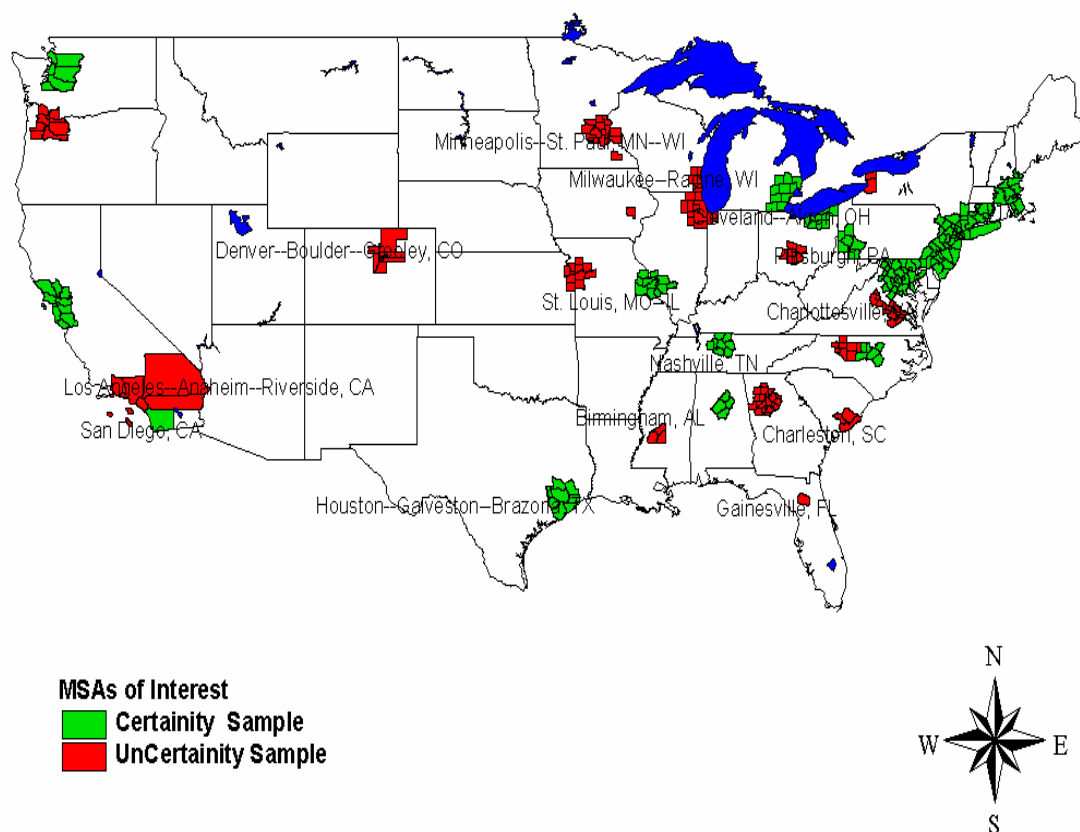 Minneapolis--St. Paul, MN--WI
Milwaukee--Racine, WI
Cleveland--Akron, OH
Denver--Boulder--Greeley, CO
Pittsburgh, PA
St. Louis, MO--IL
Charlottesville,
Nashville, TN
Los Angeles--Anaheim--Riverside, CA
Birmingham, AL
San Diego, CA
Charleston, SC
Houston--Galveston--Brazoria, TX
Gainesville, FL
MSAs of Interest
Certainity Sample
UnCertainity Sample
N
W
E
S